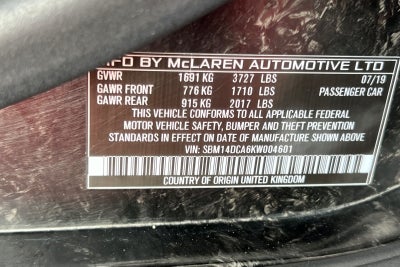 MFD BY McLAREN AUTOMOTIVE LTD
GVWR 1691 KG 3727 LBS 07/19
GAWR FRONT 776 KG 1710 LBS PASSENGER CAR
GAWR REAR 915 KG 2017 LBS
THIS VEHICLE CONFORMS TO ALL APPLICABLE FEDERAL
MOTOR VEHICLE SAFETY, BUMPER AND THEFT PREVENTION
STANDARDS IN EFFECT ON DATE OF MANUFACTURE SHOWN ABOVE
VIN: SBM14DCA6KW004601
COUNTRY OF ORIGIN UNITED KINGDOM